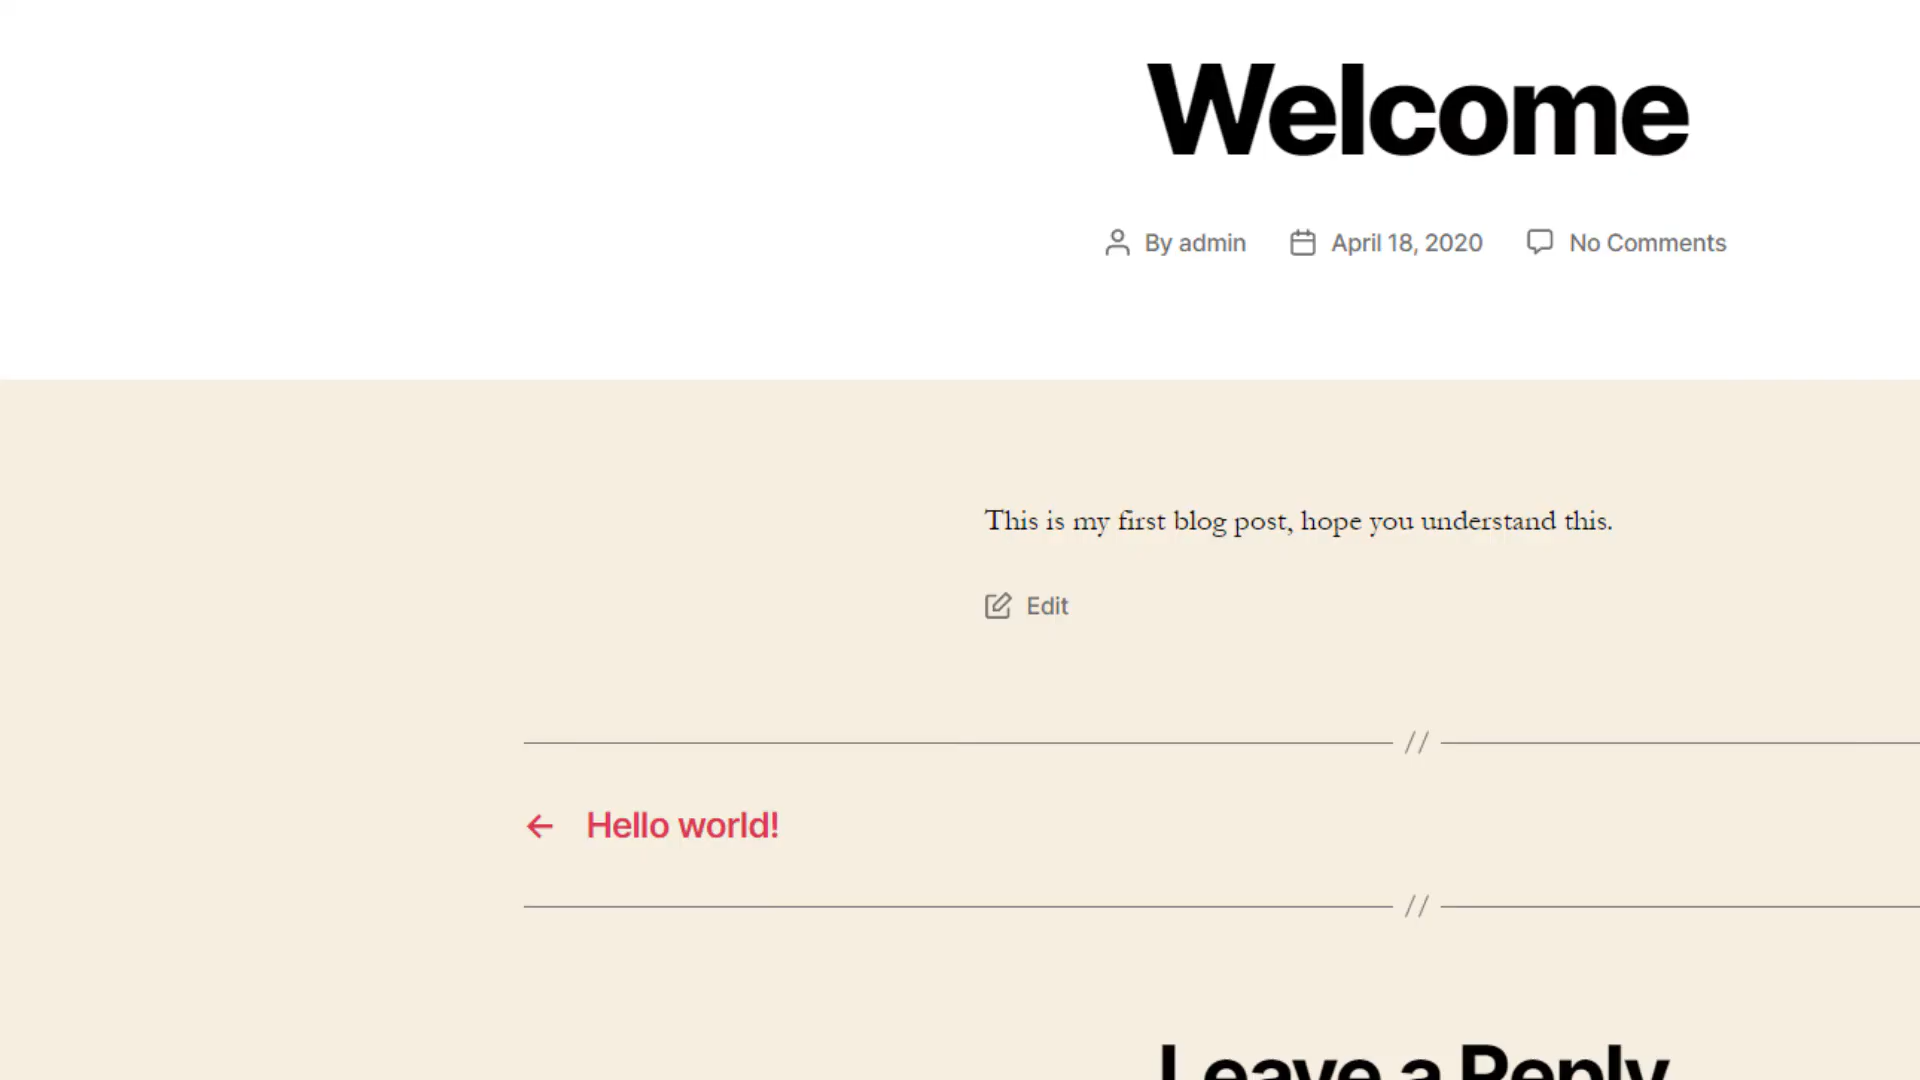 Welcome
By admin April 18, 2020 No Comments
This is my first blog post, hope you understand this.
Edit
//
← Hello world!
//
Leave a Reply